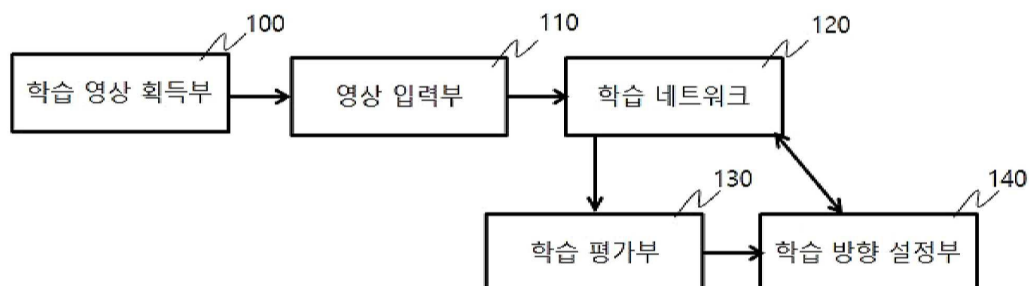 100
110
120
학습 영상 획득부
영상 입력부
학습 네트워크
130
140
학습 평가부
학습 방향 설정부